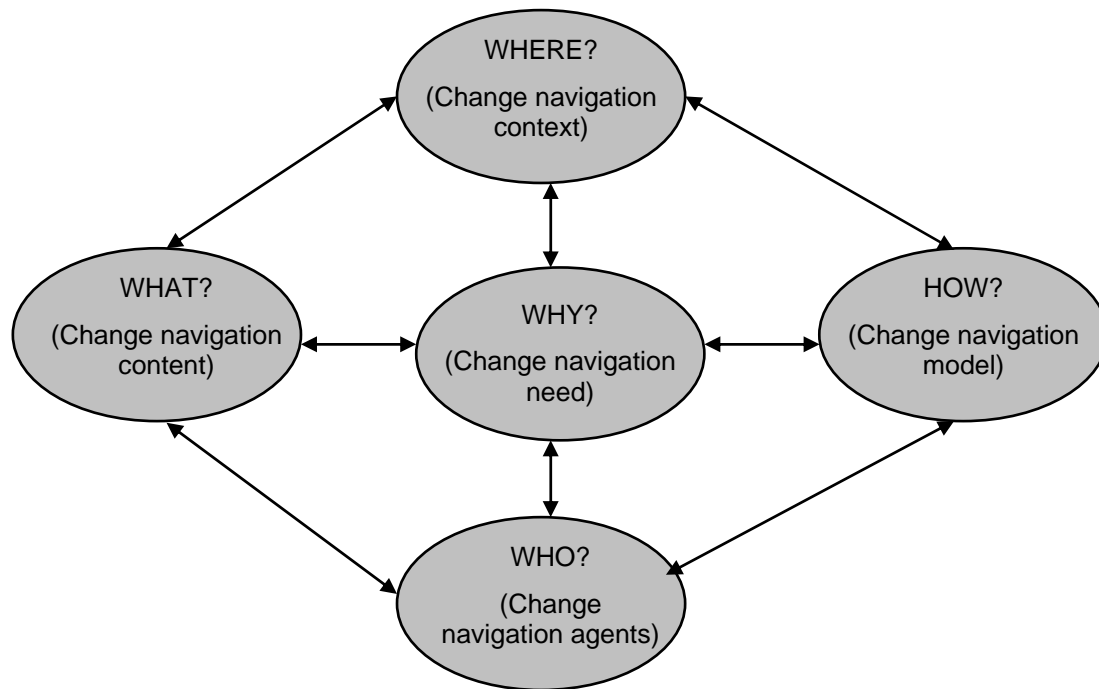 WHERE?
(Change navigation
context)
WHAT?
(Change navigation
content)
WHY?
(Change navigation
need)
HOW?
(Change navigation
model)
WHO?
(Change
navigation agents)